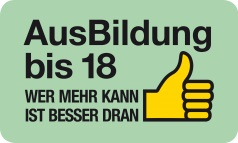 AusBildung
bis 18
WER MEHR KANN
IST BESSER DRAN